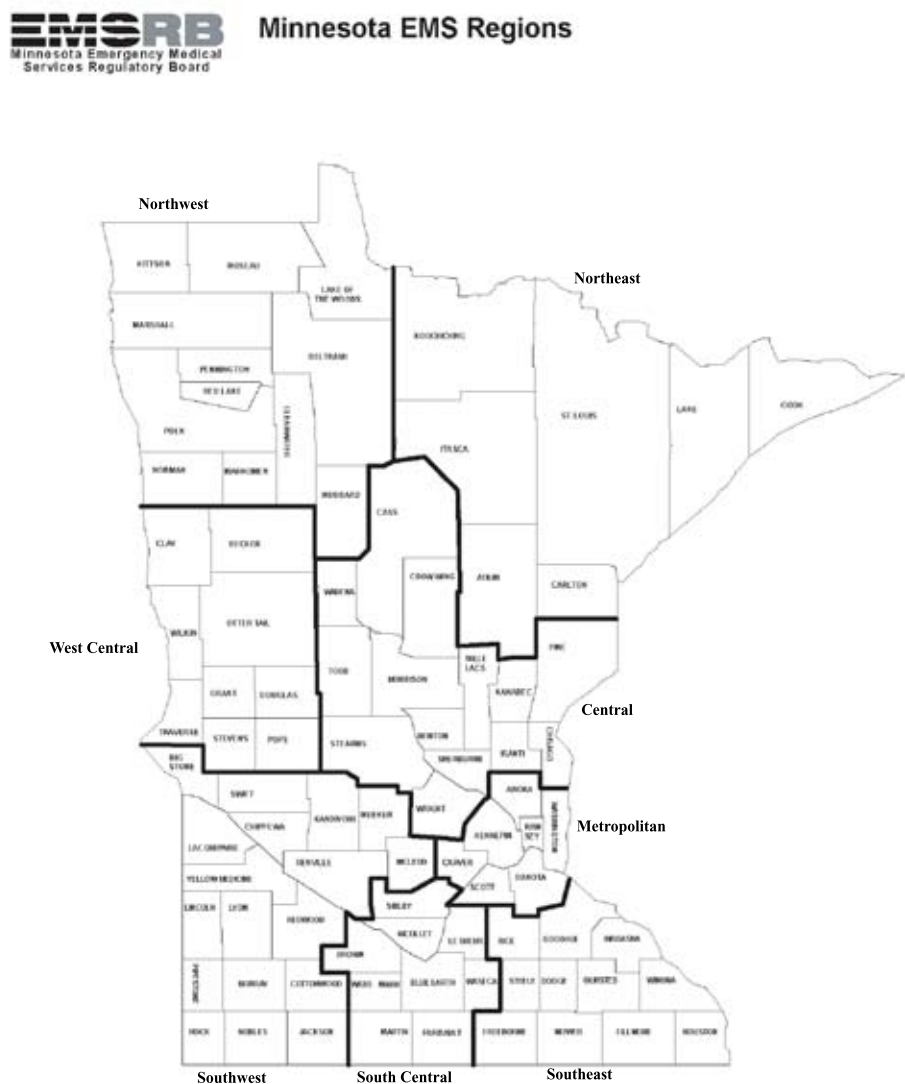 EMSRB
Minnesota Emergency Medical
Services Regulatory Board
Minnesota EMS Regions
Northwest
KITTSON
ROSEAU
LAKE OF
THE WOODS
Northeast
MARSHALL
KOOCHICHING
BELTRAMI
PENNINGTON
RED LAKE
ST. LOUIS
LAKE
COOK
CLEARWATER
POLK
ITASCA
NORMAN
MAHNOMEN
HUBBARD
CASS
CLAY
BECKER
WADENA
CROW WING
AITKIN
CARLTON
OTTER TAIL
WILKIN
West Central
PINE
MILLE
LACS
TODD
MORRISON
KANABEC
GRANT
DOUGLAS
Central
TRAVERSE
STEVENS
POPE
STEARNS
BENTON
ISANTI
CHISAGO
BIG
STONE
SHERBURNE
SWIFT
KANDIYOHI
MEEKER
WRIGHT
ANOKA
WASHINGTON
Metropolitan
CHIPPEWA
HENNEPIN
RAM
SEY
LAC QUI PARLE
RENVILLE
MCLEOD
CARVER
YELLOW MEDICINE
SCOTT
DAKOTA
LINCOLN
LYON
REDWOOD
SIBLEY
NICOLLET
LE SUEUR
RICE
GOODHUE
WABASHA
BROWN
PIPESTONE
MURRAY
COTTONWOOD
WATONWAN
BLUE EARTH
WASECA
STEELE
DODGE
OLMSTED
WINONA
ROCK
NOBLES
JACKSON
MARTIN
FARIBAULT
FREEBORN
MOWER
FILLMORE
HOUSTON
Southwest
South Central
Southeast